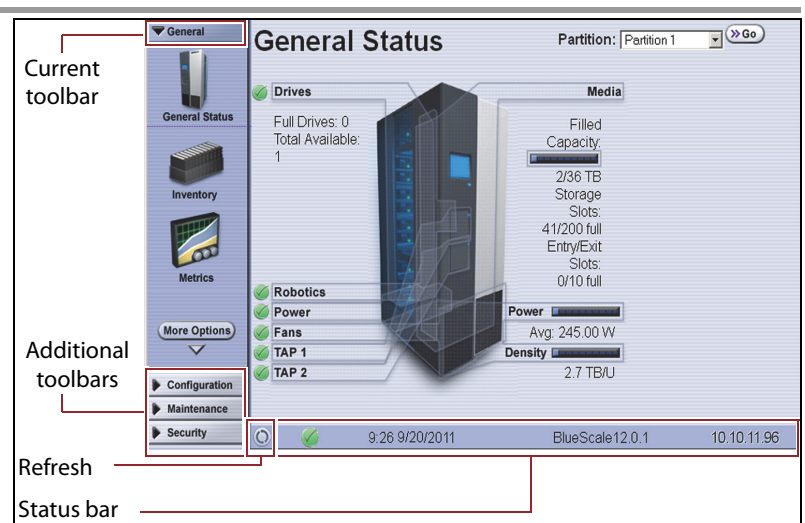 General
General Status
Partition: Partition 1
Go
Current
toolbar
General Status
Inventory
Metrics
More Options
Drives
Full Drives: 0
Total Available:
1
Media
Filled
Capacity:
2/36 TB
Storage
Slots:
41/200 full
Entry/Exit
Slots:
0/10 full
Robotics
Power
Fans
TAP 1
TAP 2
Power
Avg: 245.00 W
Density
2.7 TB/U
Additional
toolbars
Configuration
Maintenance
Security
9:26 9/20/2011
BlueScale12.0.1
10.10.11.96
Refresh
Status bar